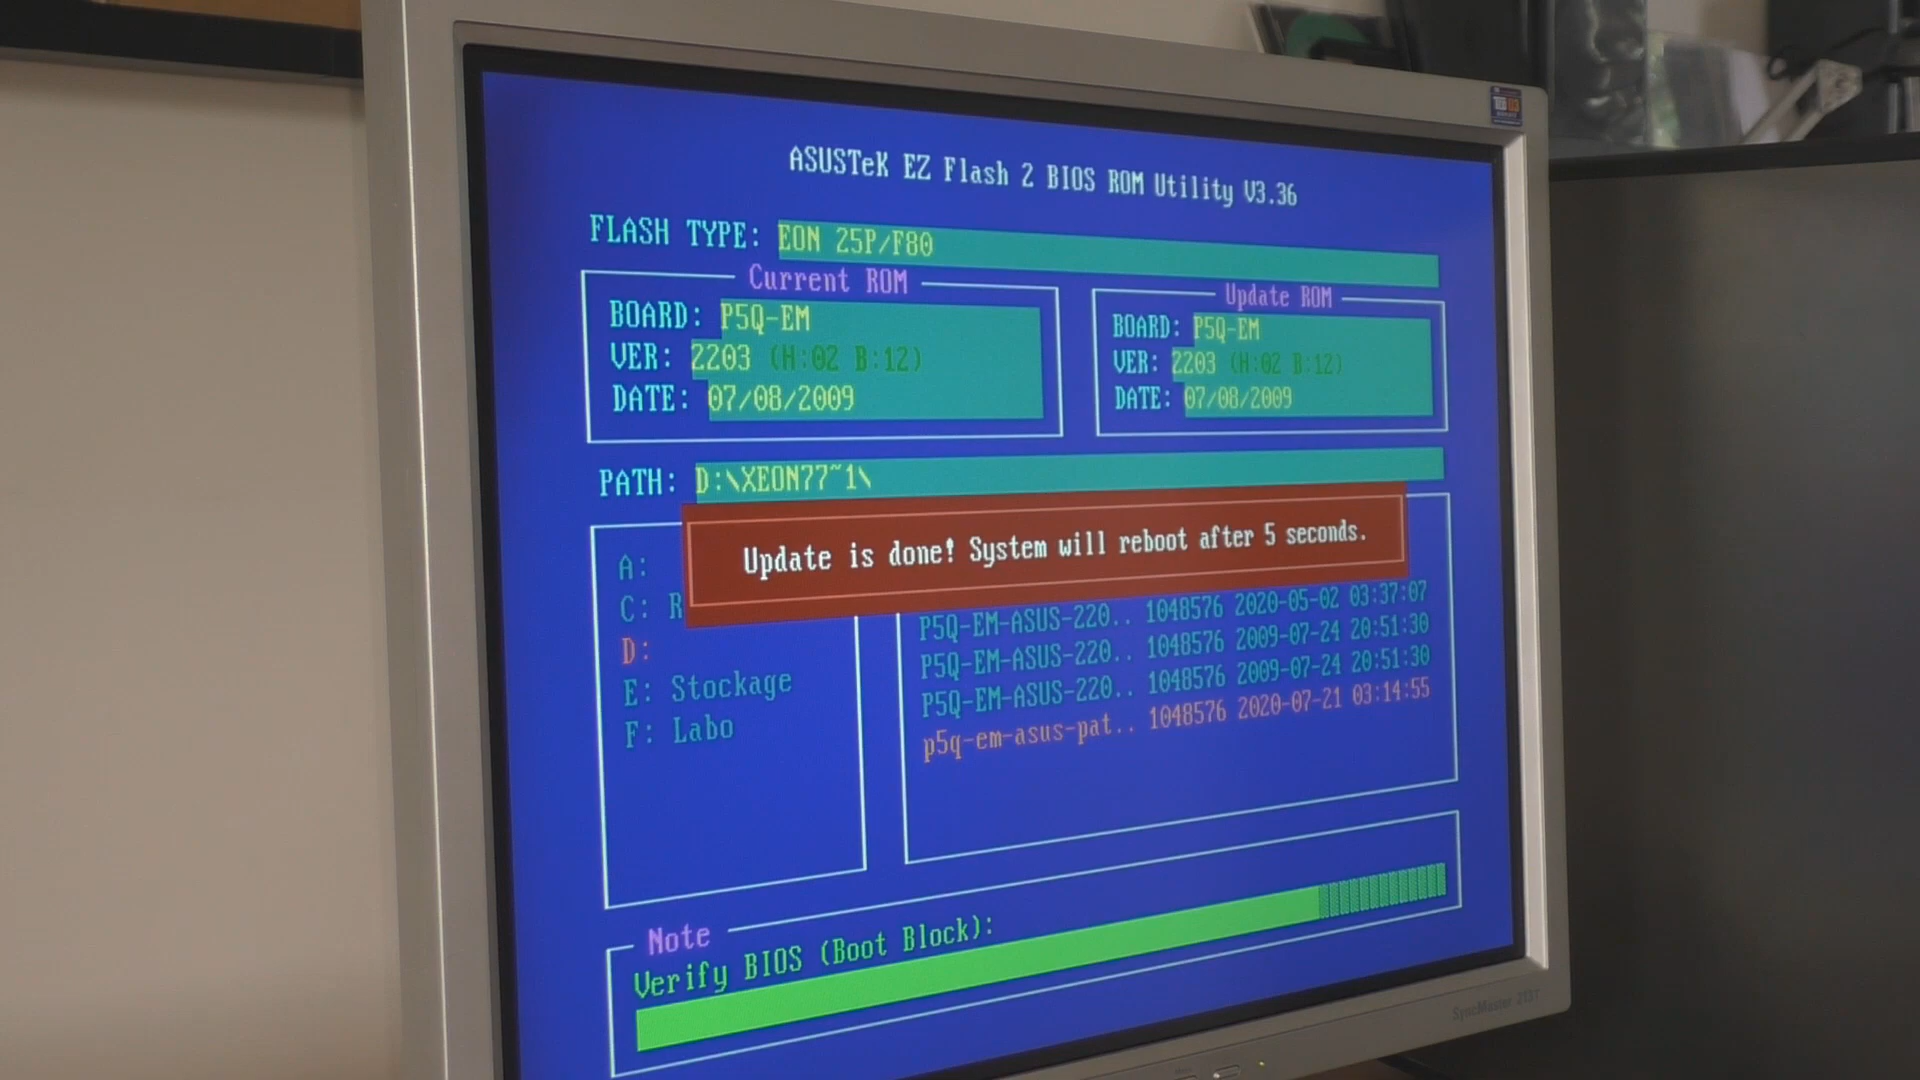 ASUSTeK EZ Flash 2 BIOS ROM Utility V3.36
FLASH TYPE: EON 25P/F80
Current ROM
BOARD: P5Q-EM
VER: 2203 (H:02 B:12)
DATE: 07/08/2009
Update ROM
BOARD: P5Q-EM
VER: 2203 (H:02 B:12)
DATE: 07/08/2009
PATH: D:\XEON77~1\
Update is done! System will reboot after 5 seconds.
A:
C: R
D:
E: Stockage
F: Labo
P5Q-EM-ASUS-220.. 1048576 2020-05-02 03:37:07
P5Q-EM-ASUS-220.. 1048576 2009-07-24 20:51:30
P5Q-EM-ASUS-220.. 1048576 2009-07-24 20:51:30
p5q-em-asus-pat.. 1048576 2020-07-21 03:14:55
Note
Verify BIOS (Boot Block):
SyncMaster